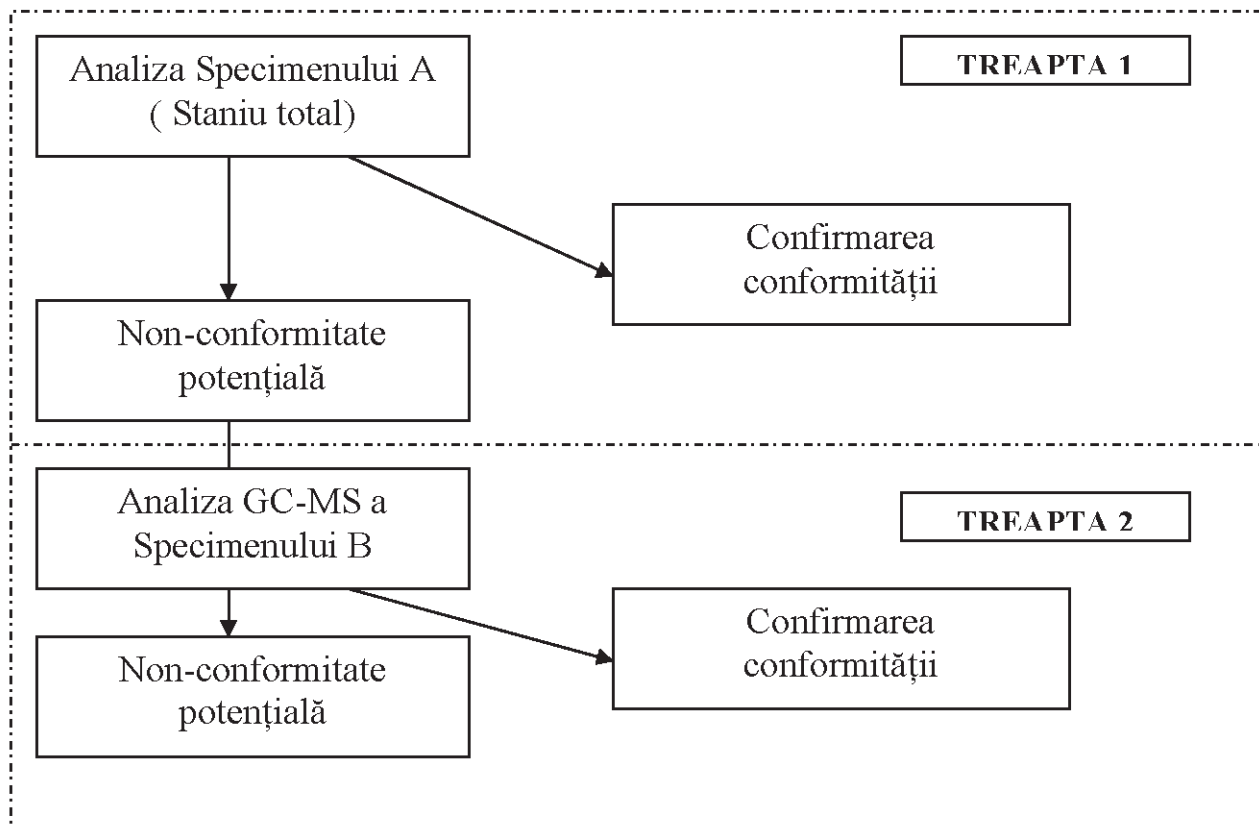 Analiza Specimenului A
( Staniu total)
TREAPTA 1
Confirmarea
conformității
Non-conformitate
potențială
Analiza GC-MS a
Specimenului B
TREAPTA 2
Confirmarea
conformității
Non-conformitate
potențială